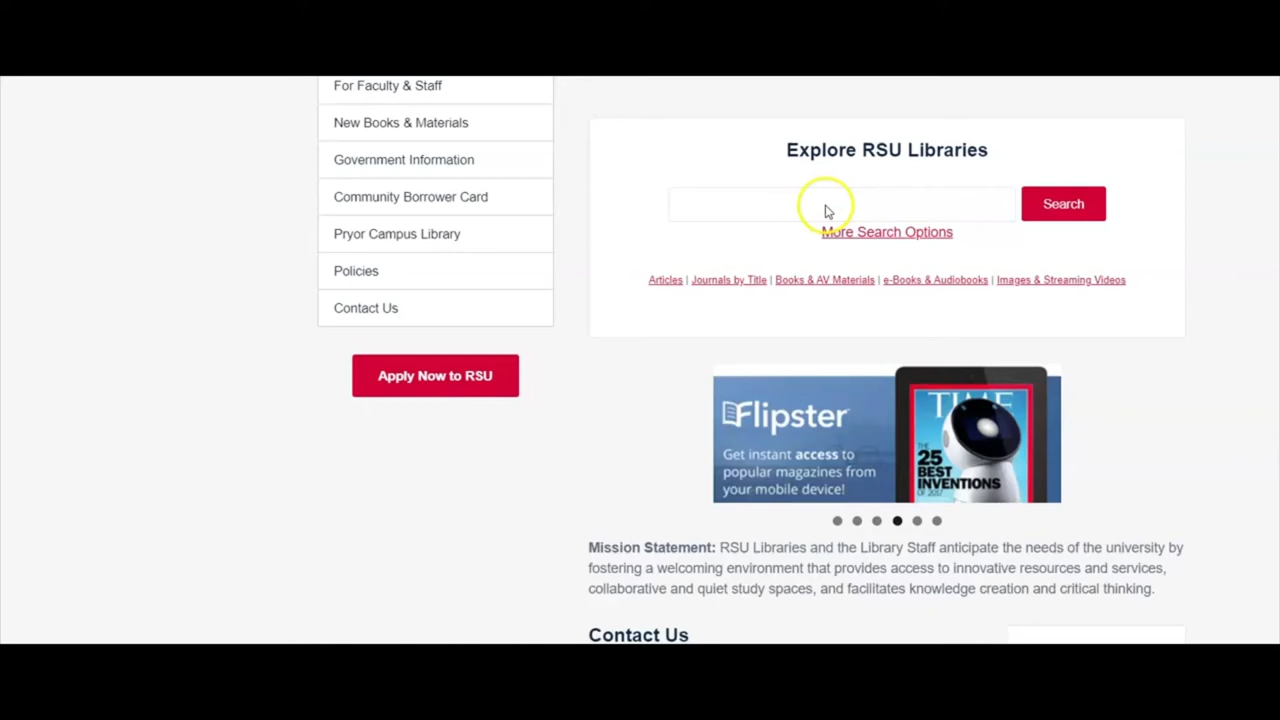 For Faculty & Staff
New Books & Materials
Government Information
Community Borrower Card
Pryor Campus Library
Policies
Contact Us
Apply Now to RSU
Explore RSU Libraries
Search
More Search Options
Articles | Journals by Title | Books & AV Materials | e-Books & Audiobooks | Images & Streaming Videos
Flipster
Get instant access to
popular magazines from
your mobile device!
TIME
THE
25
BEST
INVENTIONS
OF 2017
Mission Statement: RSU Libraries and the Library Staff anticipate the needs of the university by
fostering a welcoming environment that provides access to innovative resources and services,
collaborative and quiet study spaces, and facilitates knowledge creation and critical thinking.
Contact Us